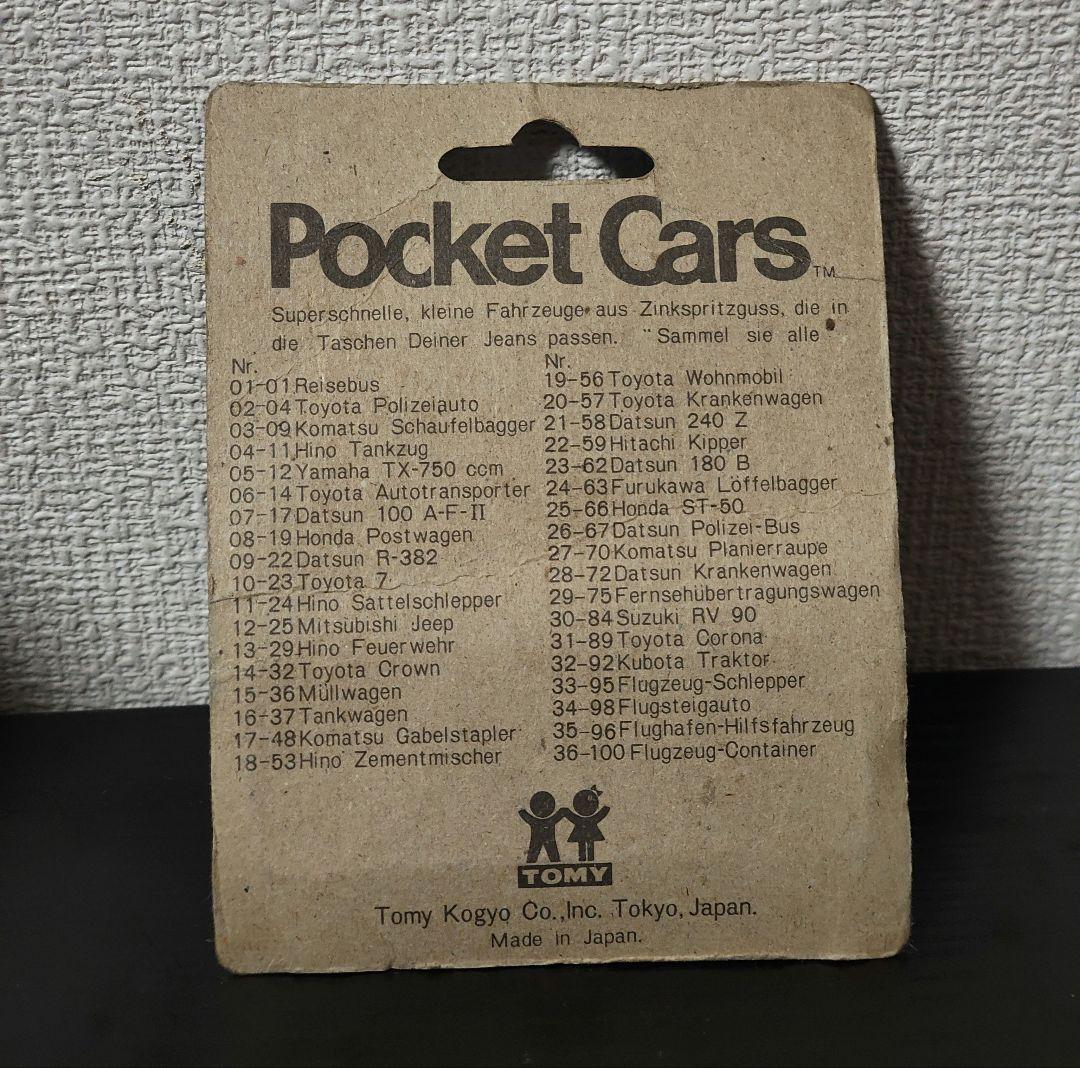 Pocket Cars TM
Superschnelle, kleine Fahrzeuge aus Zinkspritzguss, die in
die Taschen Deiner Jeans passen. "Sammel sie alle"
Nr.
01-01 Reisebus
02-04 Toyota Polizeiauto
03-09 Komatsu Schaufelbagger
04-11 Hino Tankzug
05-12 Yamaha TX-750 ccm
06-14 Toyota Autotransporter
07-17 Datsun 100 A-F-II
08-19 Honda Postwagen
09-22 Datsun R-382
10-23 Toyota 7
11-24 Hino Sattelschlepper
12-25 Mitsubishi Jeep
13-29 Hino Feuerwehr
14-32 Toyota Crown
15-36 Müllwagen
16-37 Tankwagen
17-48 Komatsu Gabelstapler
18-53 Hino Zementmischer
Nr.
19-56 Toyota Wohnmobil
20-57 Toyota Krankenwagen
21-58 Datsun 240 Z
22-59 Hitachi Kipper
23-62 Datsun 180 B
24-63 Furukawa Löffelbagger
25-66 Honda ST-50
26-67 Datsun Polizei-Bus
27-70 Komatsu Planierraupe
28-72 Datsun Krankenwagen
29-75 Fernsehübertragungswagen
30-84 Suzuki RV 90
31-89 Toyota Corona
32-92 Kubota Traktor
33-95 Flugzeug-Schlepper
34-98 Flugsteigauto
35-96 Flughafen-Hilfsfahrzeug
36-100 Flugzeug-Container
TOMY
Tomy Kogyo Co.,Inc. Tokyo, Japan.
Made in Japan.